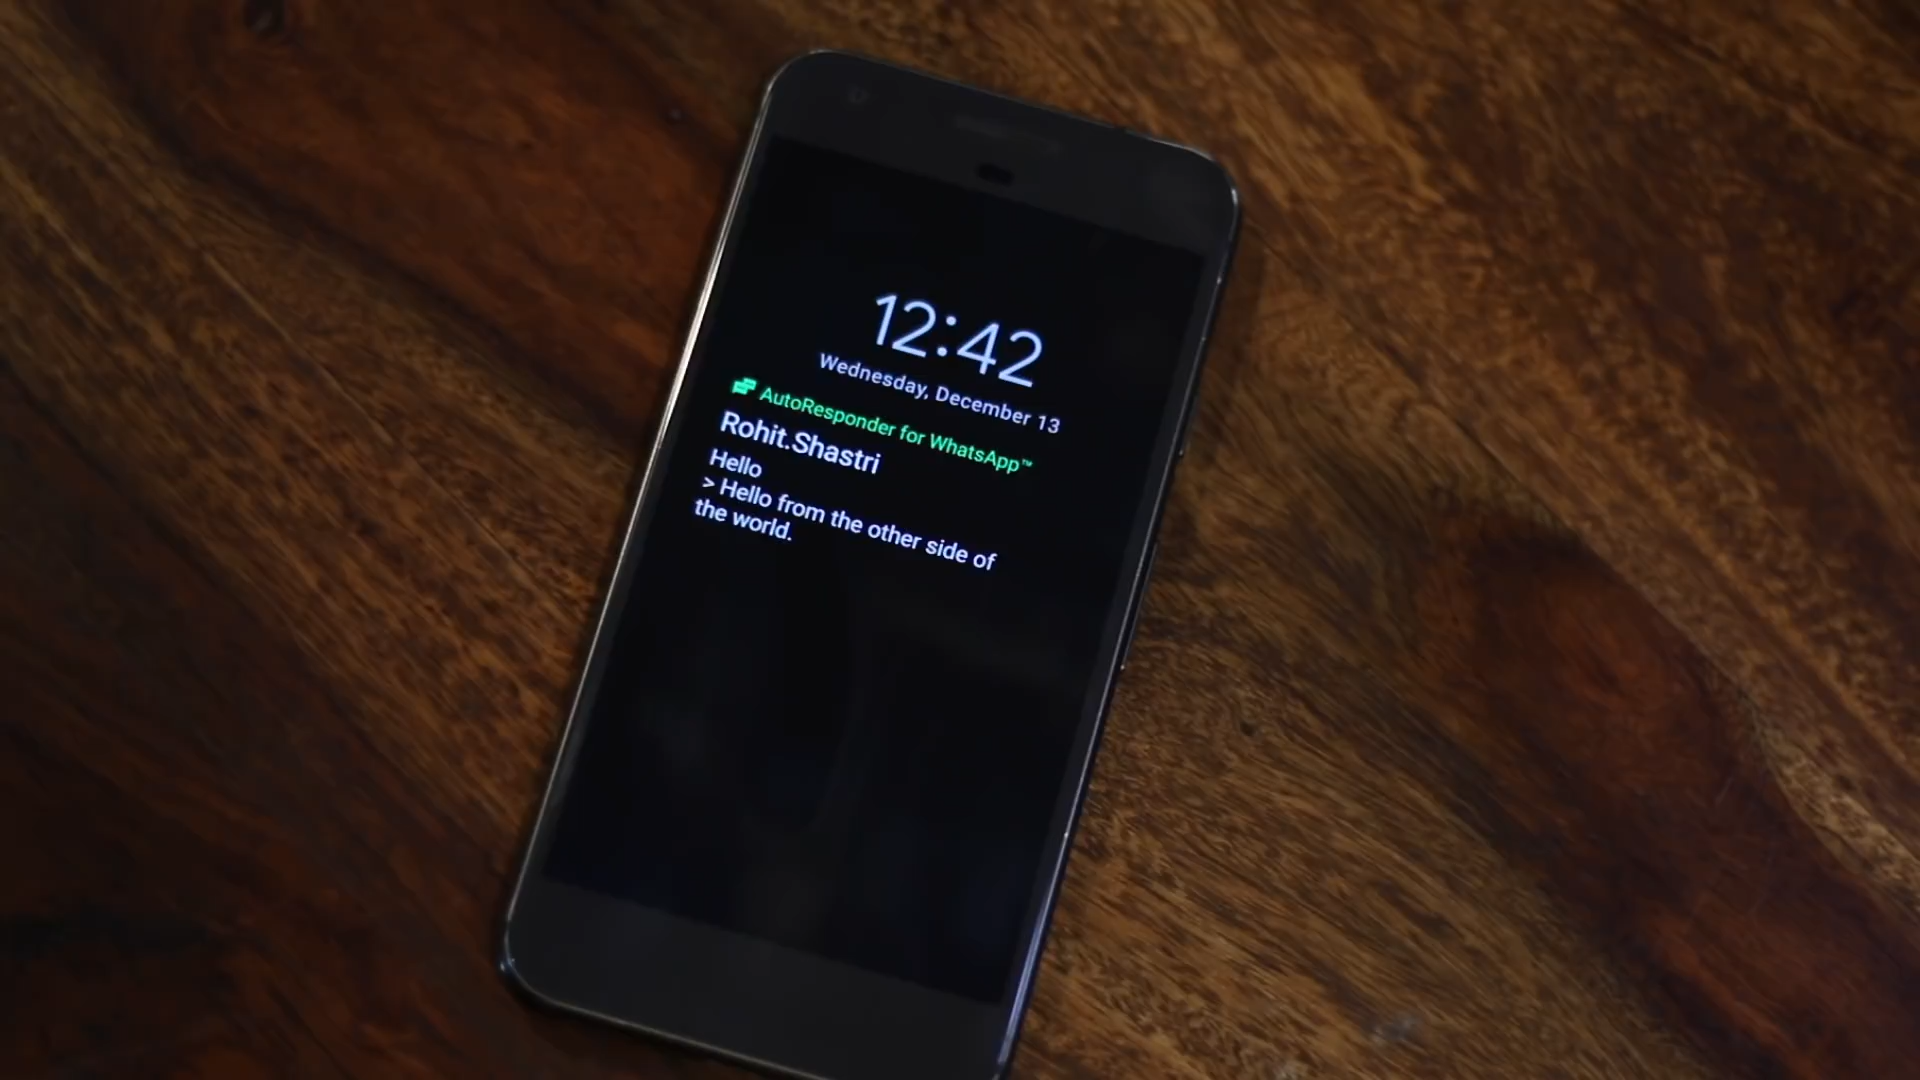 12:42
Wednesday, December 13
AutoResponder for WhatsApp™
Rohit.Shastri
Hello
> Hello from the other side of
the world.